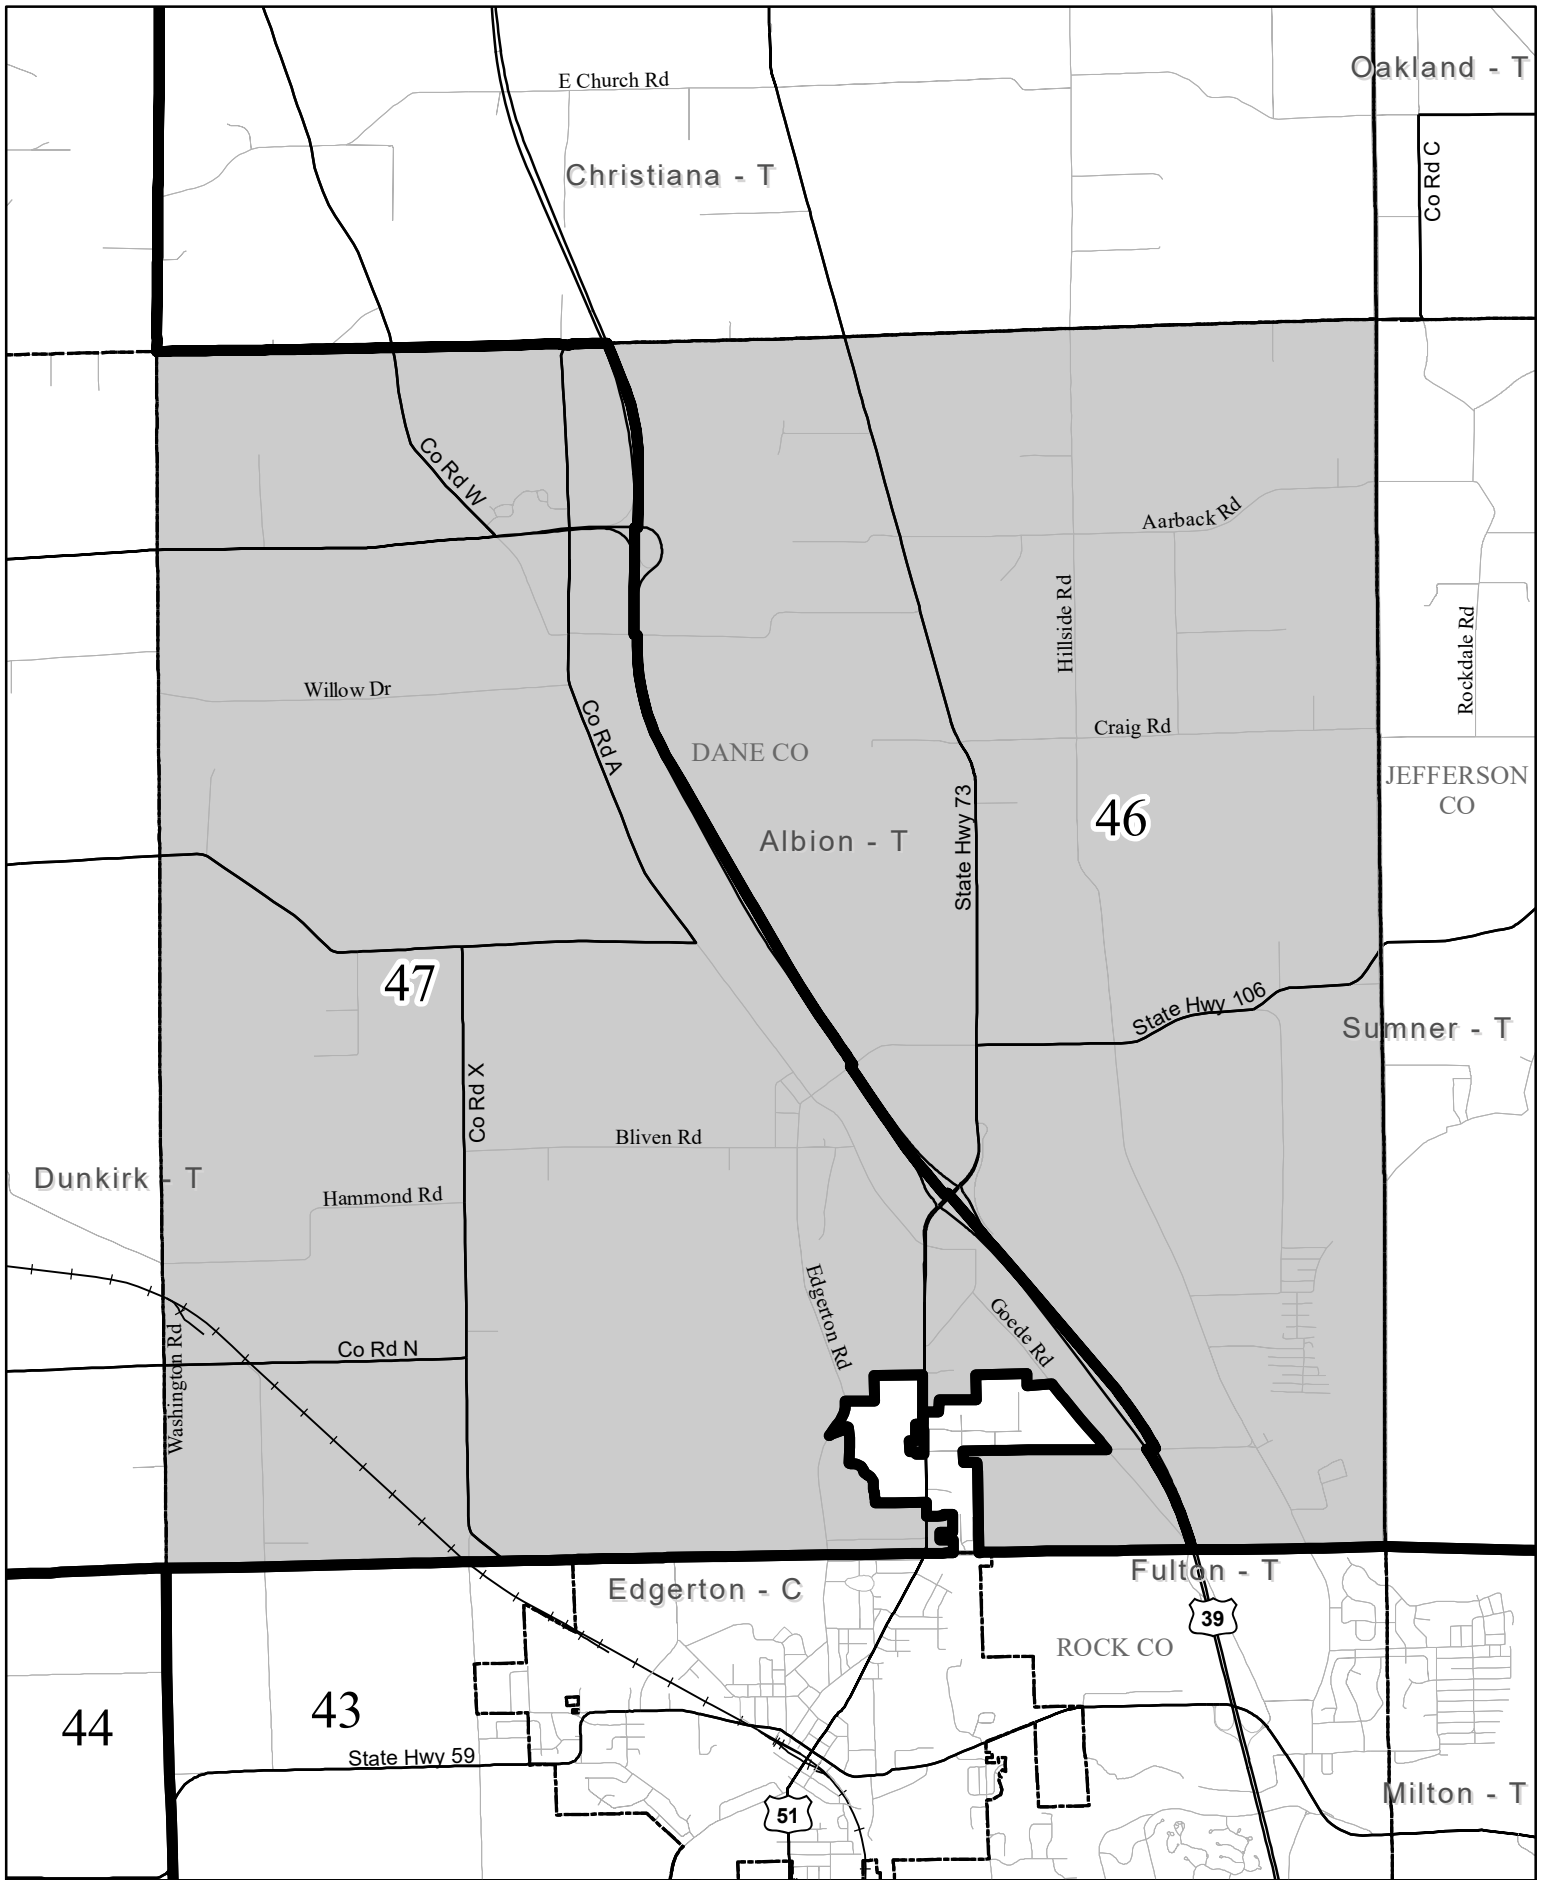 Oakland - T
E Church Rd
Co Rd C
Christiana - T
Co Rd W
Aarback Rd
Hillside Rd
Rockdale Rd
Willow Dr
Co Rd A
Craig Rd
DANE CO
JEFFERSON
CO
46
Albion - T
State Hwy 73
47
State Hwy 106
Sumner - T
Co Rd X
Bliven Rd
Dunkirk - T
Hammond Rd
Edgerton Rd
Goede Rd
Washington Rd
Co Rd N
Fulton - T
Edgerton - C
39
ROCK CO
43
44
State Hwy 59
Milton - T
51